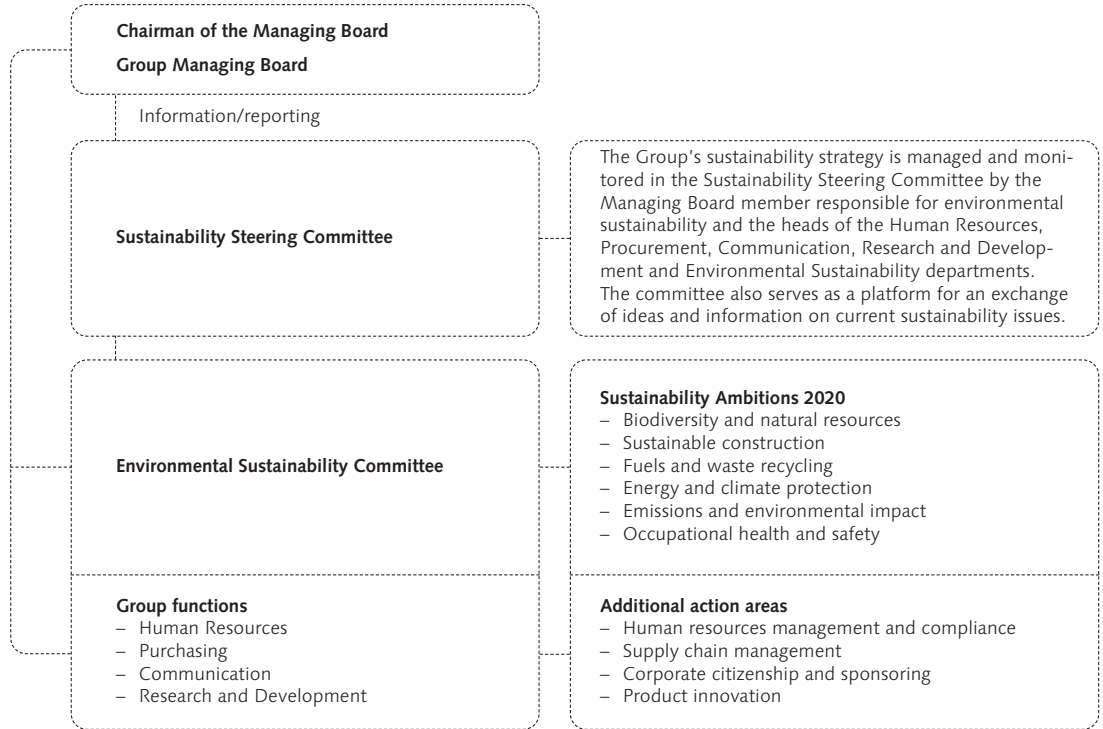 Chairman of the Managing Board
Group Managing Board
Information/reporting
Sustainability Steering Committee
The Group's sustainability strategy is managed and moni-
tored in the Sustainability Steering Committee by the
Managing Board member responsible for environmental
sustainability and the heads of the Human Resources,
Procurement, Communication, Research and Develop-
ment and Environmental Sustainability departments.
The committee also serves as a platform for an exchange
of ideas and information on current sustainability issues.
Environmental Sustainability Committee
Sustainability Ambitions 2020
– Biodiversity and natural resources
– Sustainable construction
– Fuels and waste recycling
– Energy and climate protection
– Emissions and environmental impact
– Occupational health and safety
Group functions
– Human Resources
– Purchasing
– Communication
– Research and Development
Additional action areas
– Human resources management and compliance
– Supply chain management
– Corporate citizenship and sponsoring
– Product innovation